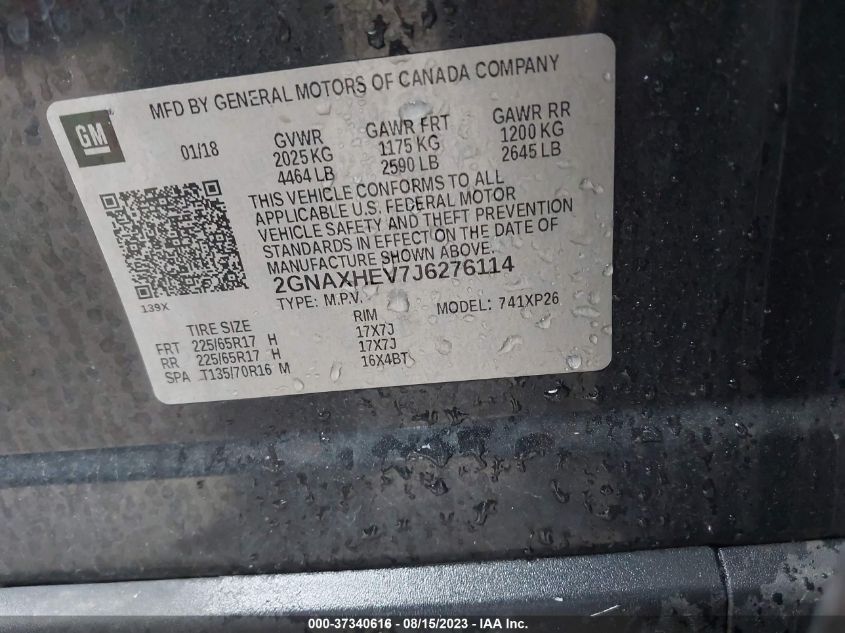 MFD BY GENERAL MOTORS OF CANADA COMPANY
GM
01/18
GVWR
2025 KG
4464 LB
GAWR FRT
1175 KG
2590 LB
GAWR RR
1200 KG
2645 LB
THIS VEHICLE CONFORMS TO ALL
APPLICABLE U.S. FEDERAL MOTOR
VEHICLE SAFETY AND THEFT PREVENTION
STANDARDS IN EFFECT ON THE DATE OF
MANUFACTURE SHOWN ABOVE.
2GNAXHEV7J6276114
TYPE: M.P.V. MODEL: 741XP26
139X
TIRE SIZE RIM
FRT 225/65R17 H 17X7J
RR 225/65R17 H 17X7J
SPA T135/70R16 M 16X4BT
000-37340616 - 08/15/2023 - IAA Inc.